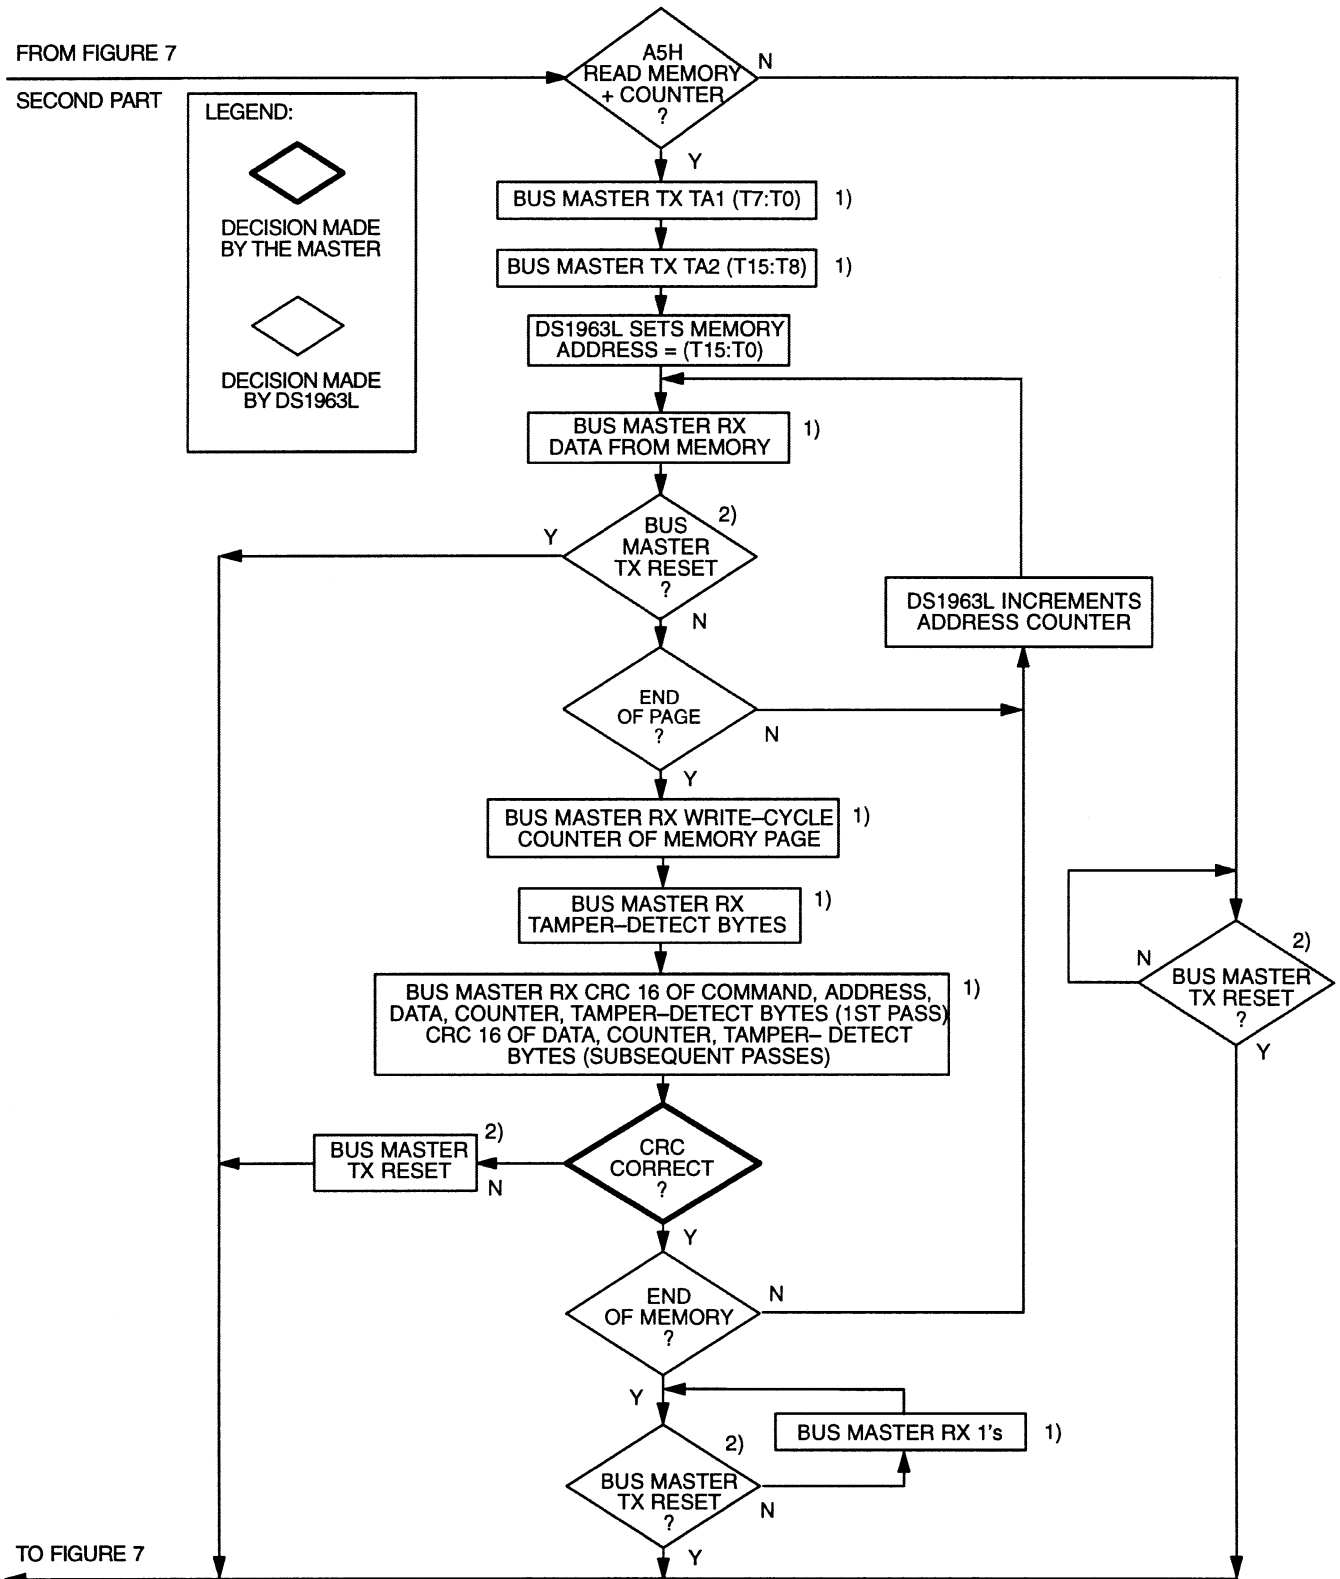 FROM FIGURE 7
SECOND PART
LEGEND:
DECISION MADE
BY THE MASTER
DECISION MADE
BY DS1963L
A5H
READ MEMORY
+ COUNTER
?
N
Y
BUS MASTER TX TA1 (T7:T0)
1)
BUS MASTER TX TA2 (T15:T8)
1)
DS1963L SETS MEMORY
ADDRESS = (T15:T0)
BUS MASTER RX
DATA FROM MEMORY
1)
BUS
MASTER
TX RESET
?
2)
Y
N
DS1963L INCREMENTS
ADDRESS COUNTER
END
OF PAGE
?
N
Y
BUS MASTER RX WRITE–CYCLE
COUNTER OF MEMORY PAGE
1)
BUS MASTER RX
TAMPER–DETECT BYTES
1)
BUS MASTER RX CRC 16 OF COMMAND, ADDRESS,
DATA, COUNTER, TAMPER–DETECT BYTES (1ST PASS)
CRC 16 OF DATA, COUNTER, TAMPER– DETECT
BYTES (SUBSEQUENT PASSES)
1)
BUS MASTER
TX RESET
?
2)
N
Y
CRC
CORRECT
?
N
Y
BUS MASTER
TX RESET
2)
END
OF MEMORY
?
N
Y
BUS MASTER RX 1's
1)
BUS MASTER
TX RESET
?
2)
N
Y
TO FIGURE 7